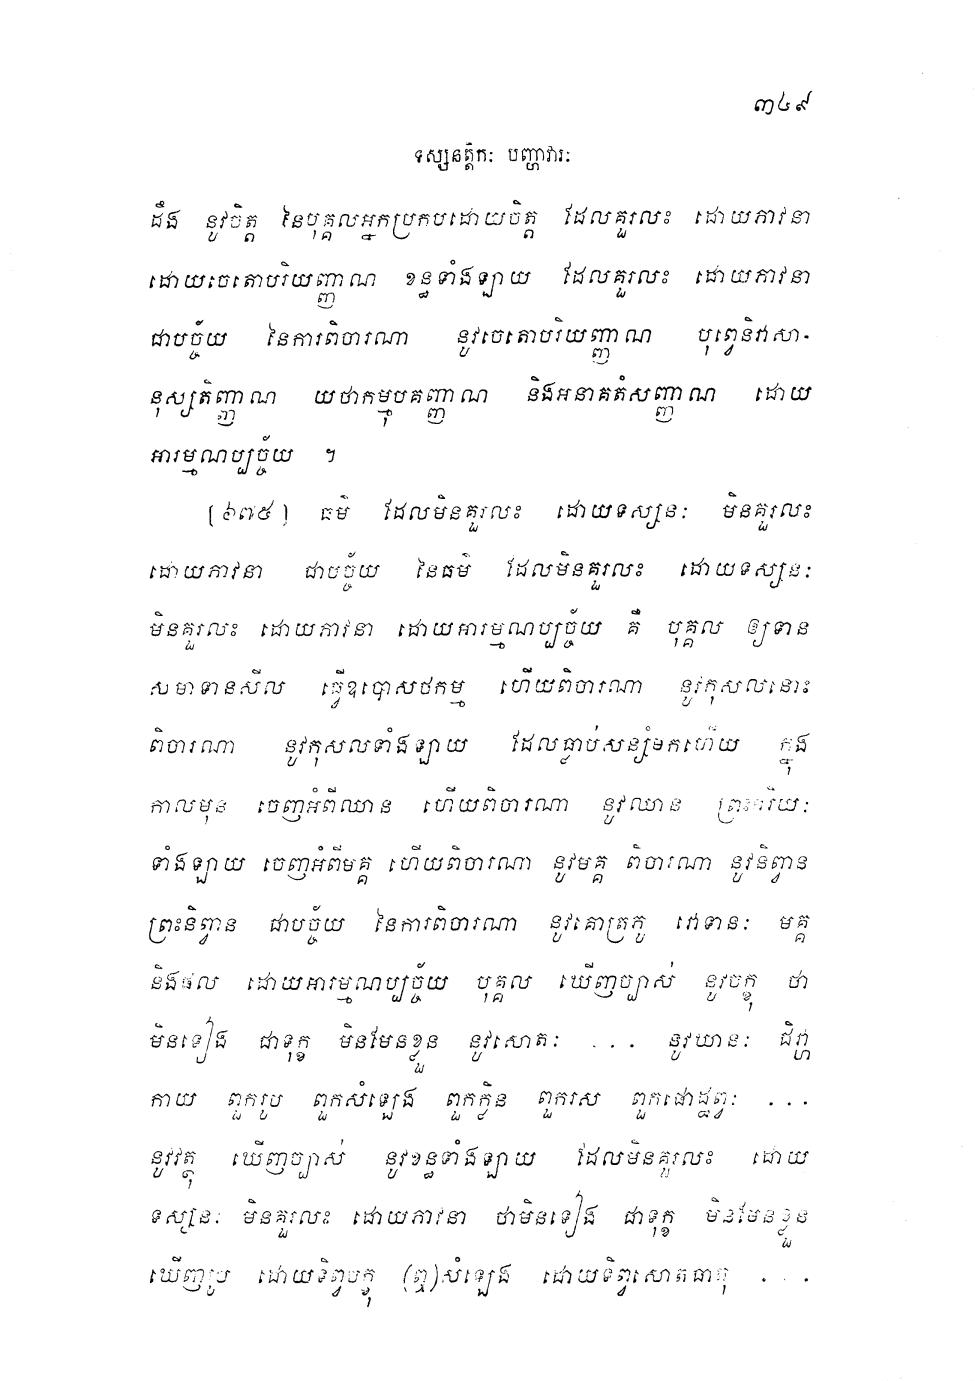 ៣៤៩
ទស្សនត្តិកៈ បញ្ហាវារៈ
ដឹង នូវចិត្ត នៃបុគ្គលអ្នកប្រកបដោយចិត្ត ដែលគួរលះ ដោយភាវនា
ដោយចេតោបរិយញ្ញាណ ខន្ធទាំងឡាយ ដែលគួរលះ ដោយភាវនា
ជាបច្ច័យ នៃការពិចារណា នូវចេតោបរិយញ្ញាណ បុព្វេនិវាសា-
នុស្សតិញ្ញាណ យថាកម្មុបគញ្ញាណ និងអនាគតំសញ្ញាណ ដោយ
អារម្មណប្បច្ច័យ ។
[៦៧៥] ធម៌ ដែលមិនគួរលះ ដោយទស្សនៈ មិនគួរលះ
ដោយភាវនា ជាបច្ច័យ នៃធម៌ ដែលមិនគួរលះ ដោយទស្សនៈ
មិនគួរលះ ដោយភាវនា ដោយអារម្មណប្បច្ច័យ គឺ បុគ្គល ឲ្យទាន
សមាទានសីល ធ្វើឧបោសថកម្ម ហើយពិចារណា នូវកុសលនោះ
ពិចារណា នូវកុសលទាំងឡាយ ដែលធ្លាប់សន្សំមកហើយ ក្នុង
កាលមុន ចេញអំពីឈាន ហើយពិចារណា នូវឈាន ព្រះអរិយៈ
ទាំងឡាយ ចេញអំពីមគ្គ ហើយពិចារណា នូវមគ្គ ពិចារណា នូវនិព្វាន
ព្រះនិព្វាន ជាបច្ច័យ នៃការពិចារណា នូវគោត្រភូ វោទានៈ មគ្គ
និងផល ដោយអារម្មណប្បច្ច័យ បុគ្គល ឃើញច្បាស់ នូវចក្ខុ ថា
មិនទៀង ជាទុក្ខ មិនមែនខ្លួន នូវសោតៈ ... នូវឃានៈ ជិវ្ហា
កាយ ពួករូប ពួកសំឡេង ពួកក្លិន ពួករស ពួកផោដ្ឋព្វៈ ...
នូវវត្ថុ ឃើញច្បាស់ នូវខន្ធទាំងឡាយ ដែលមិនគួរលះ ដោយ
ទស្សនៈ មិនគួរលះ ដោយភាវនា ថាមិនទៀង ជាទុក្ខ មិនមែនខ្លួន
ឃើញរូប ដោយទិព្វចក្ខុ (ឮ)សំឡេង ដោយទិព្វសោតធាតុ ...